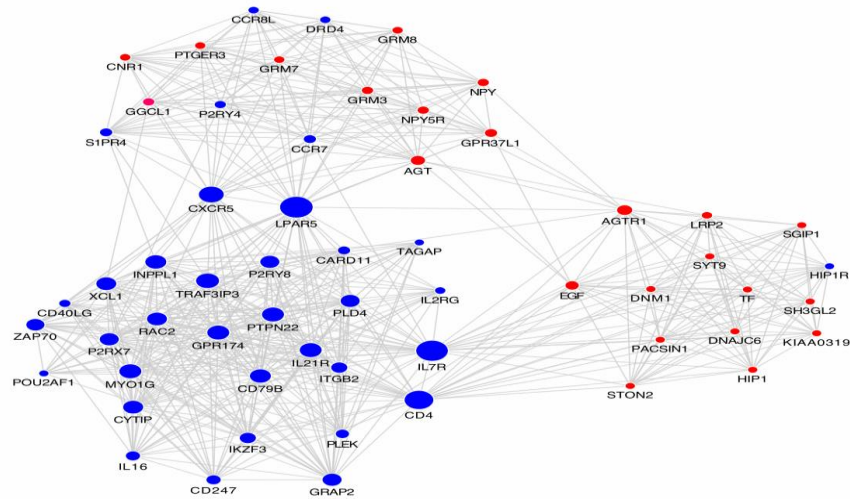 CCR8L
DRD4
GRM8
PTGER3
CNR1
GRM7
NPY
GRM3
GGCL1
P2RY4
NPY5R
S1PR4
CCR7
GPR37L1
AGT
CXCR5
LPAR5
AGTR1
LRP2
SGIP1
TAGAP
CARD11
SYT9
INPPL1
P2RY8
HIP1R
TRAF3IP3
XCL1
EGF
DNM1
TF
IL2RG
CD40LG
PLD4
SH3GL2
ZAP70
RAC2
PTPN22
GPR174
P2RX7
DNAJC6
KIAA0319
PACSIN1
IL21R
IL7R
POU2AF1
MYO1G
CD79B
ITGB2
HIP1
STON2
CD4
CYTIP
IKZF3
PLEK
IL16
CD247
GRAP2